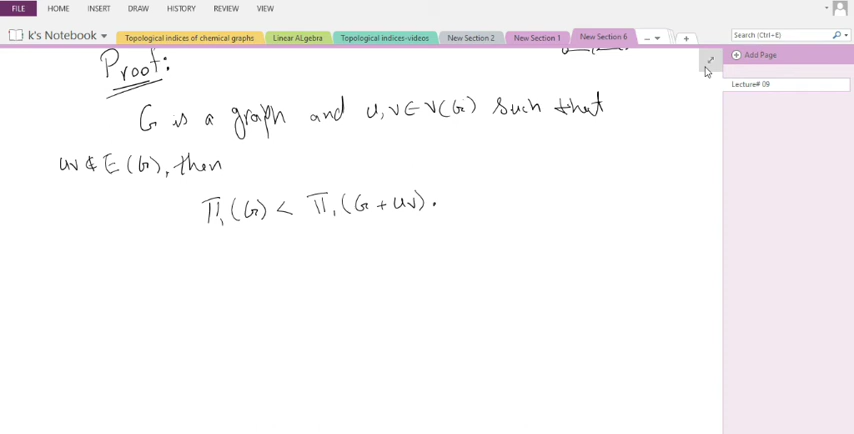 FILE HOME INSERT DRAW HISTORY REVIEW VIEW
k's Notebook Topological indices of chemical graphs Linear ALgebra Topological indices-videos New Section 2 New Section 1 New Section 6 Search (Ctrl+E)
Add Page
Lecture# 09
Proof:
G is a graph and u,v ∈ V(G) such that
uv ∉ E(G), then
Π₁(G) < Π₁(G + uv).